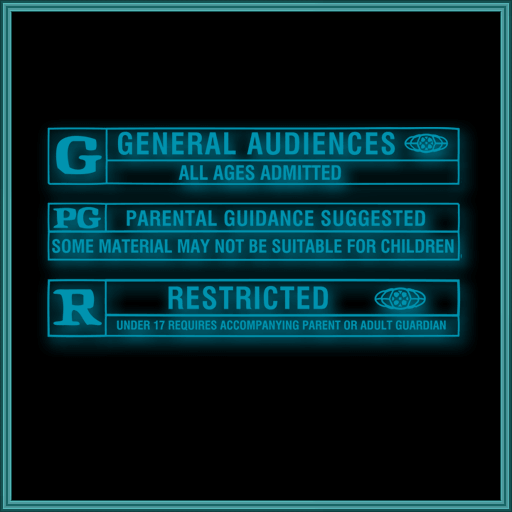 G
GENERAL AUDIENCES
ALL AGES ADMITTED
PG
PARENTAL GUIDANCE SUGGESTED
SOME MATERIAL MAY NOT BE SUITABLE FOR CHILDREN
R
RESTRICTED
UNDER 17 REQUIRES ACCOMPANYING PARENT OR ADULT GUARDIAN